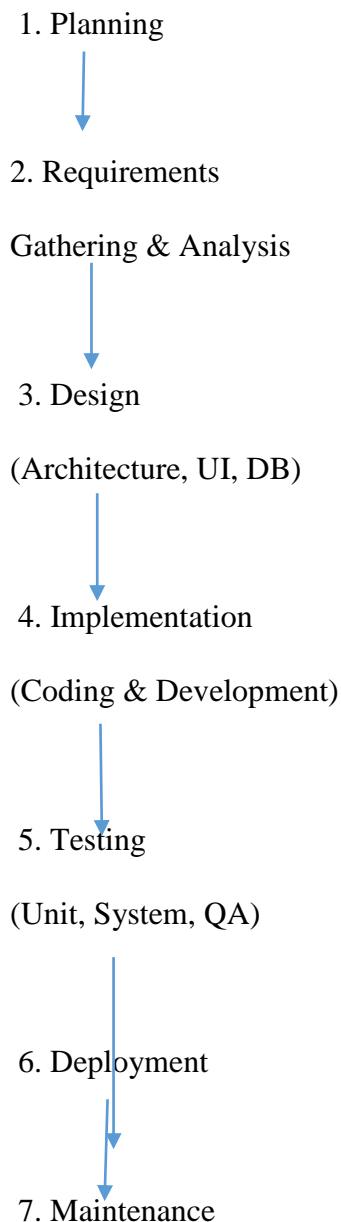 1. Planning
2. Requirements
Gathering & Analysis
3. Design
(Architecture, UI, DB)
4. Implementation
(Coding & Development)
5. Testing
(Unit, System, QA)
6. Deployment
7. Maintenance